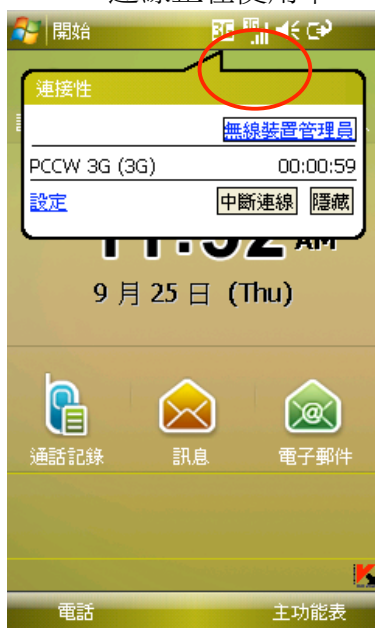 開始 3G
連接性
無線裝置管理員
PCCW 3G (3G) 00:00:59
設定 中斷連線 隱藏
AM
9 月 25 日 (Thu)
通話記錄 訊息 電子郵件
電話 主功能表